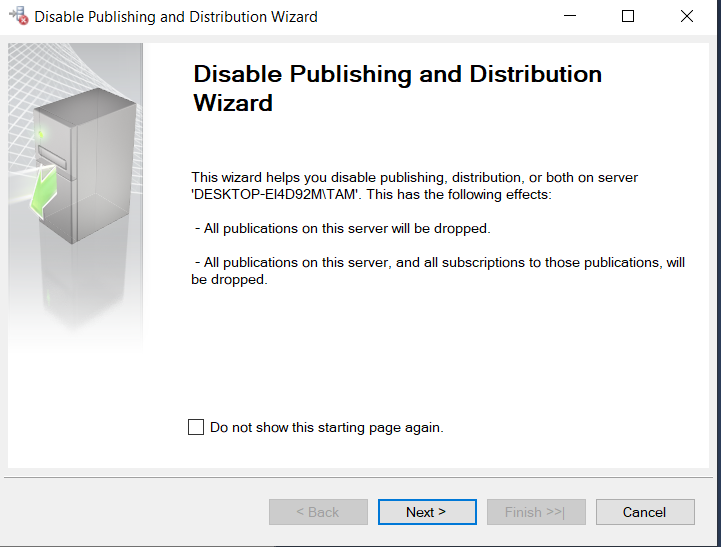 Disable Publishing and Distribution Wizard
Disable Publishing and Distribution
Wizard
This wizard helps you disable publishing, distribution, or both on server
'DESKTOP-EI4D92M\TAM'. This has the following effects:
- All publications on this server will be dropped.
- All publications on this server, and all subscriptions to those publications, will
be dropped.
Do not show this starting page again.
< Back
Next >
Finish >>|
Cancel